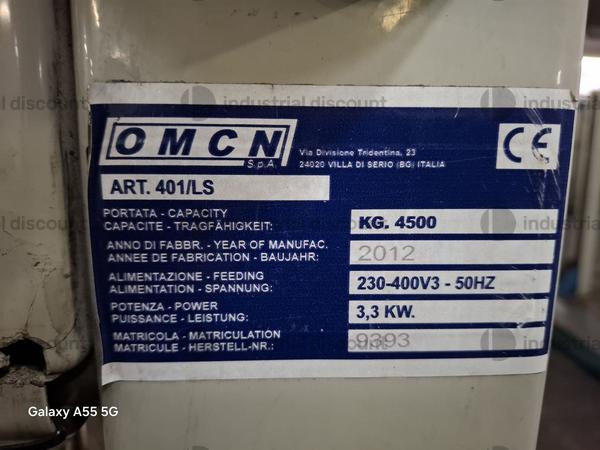 industrial discount
OMCN
S.p.A.
Via Divisione Tridentina, 23
24020 VILLA DI SERIO (BG) ITALIA
CE
ART. 401/LS
PORTATA - CAPACITY
CAPACITE - TRAGFÄHIGKEIT:
KG. 4500
ANNO DI FABBR. - YEAR OF MANUFAC.
ANNEE DE FABRICATION - BAUJAHR:
2012
ALIMENTAZIONE - FEEDING
ALIMENTATION - SPANNUNG:
230-400V3 - 50HZ
POTENZA - POWER
PUISSANCE - LEISTUNG:
3,3 KW.
MATRICOLA - MATRICULATION
MATRICULE - HERSTELL-NR.:
9393
Galaxy A55 5G